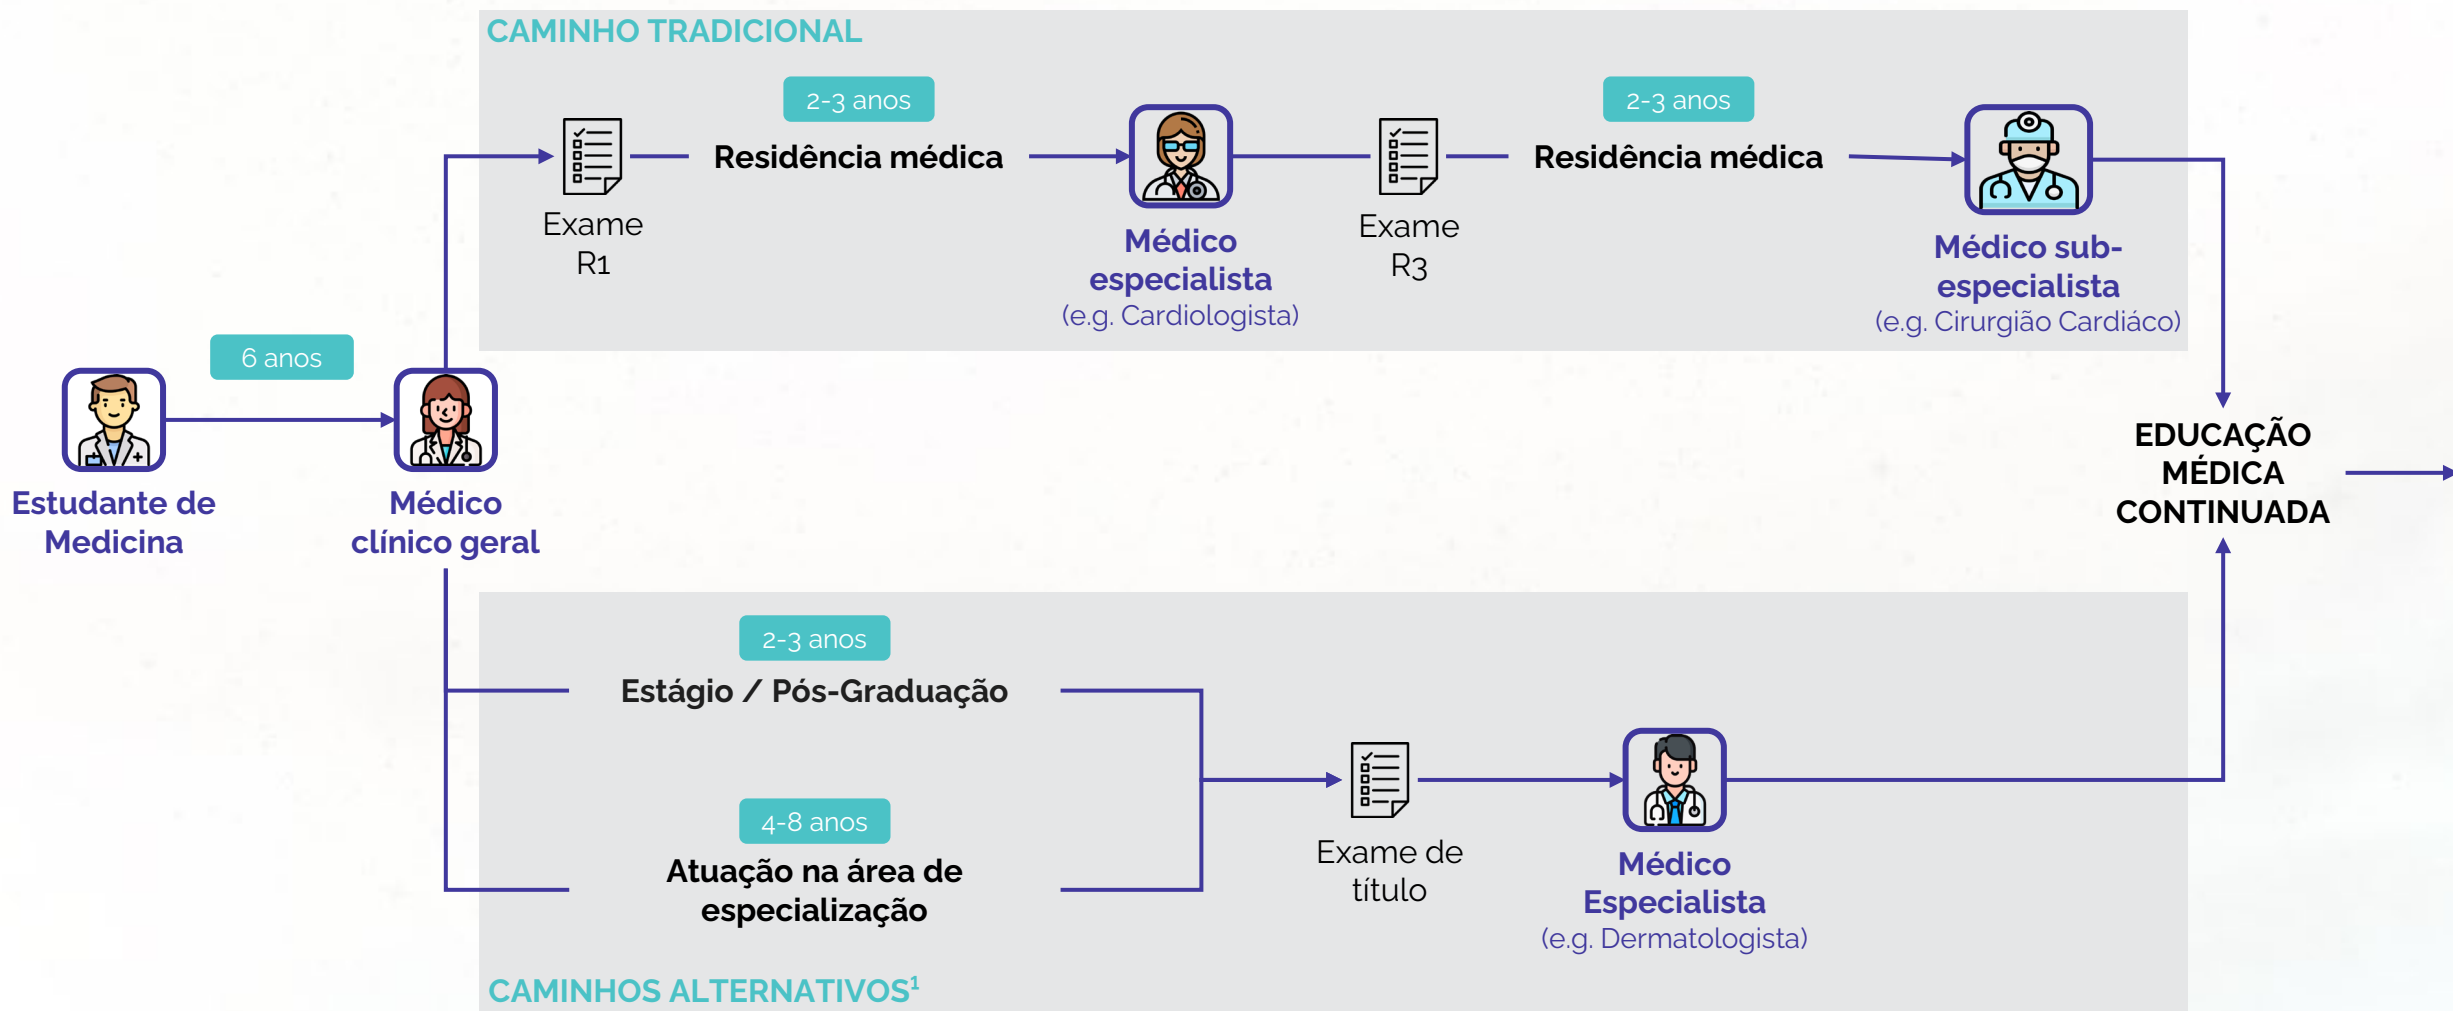 CAMINHO TRADICIONAL
2-3 anos
2-3 anos
Residência médica
Residência médica
Exame
R1
Médico
especialista
(e.g. Cardiologista)
Exame
R3
Médico sub-
especialista
(e.g. Cirurgião Cardiáco)
6 anos
Estudante de
Medicina
Médico
clínico geral
EDUCAÇÃO
MÉDICA
CONTINUADA
2-3 anos
Estágio / Pós-Graduação
4-8 anos
Atuação na área de
especialização
Exame de
título
Médico
Especialista
(e.g. Dermatologista)
CAMINHOS ALTERNATIVOS¹